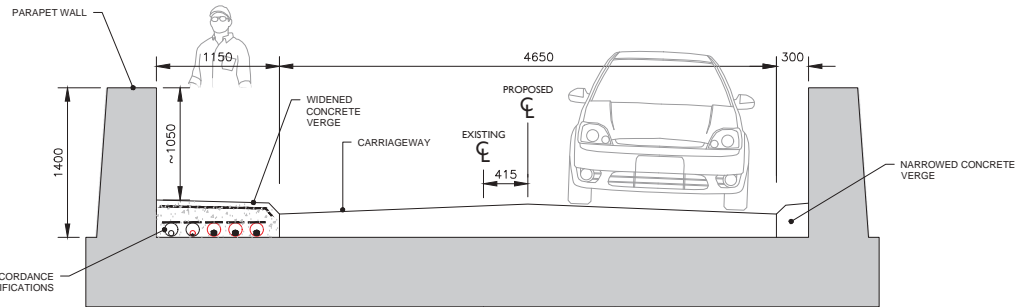 PARAPET WALL
1150
4650
300
PROPOSED
℄
WIDENED
CONCRETE
VERGE
EXISTING
℄
CARRIAGEWAY
1400
~1050
415
NARROWED CONCRETE
VERGE
CORDANCE
IFICATIONS